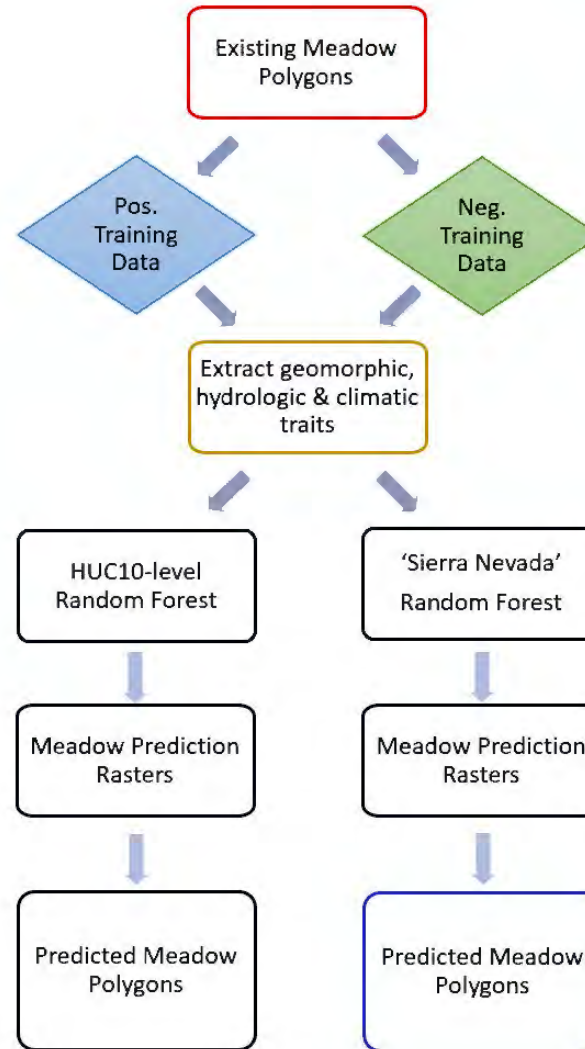 Existing Meadow
Polygons
Pos.
Training
Data
Neg.
Training
Data
Extract geomorphic,
hydrologic & climatic
traits
HUC10-level
Random Forest
‘Sierra Nevada’
Random Forest
Meadow Prediction
Rasters
Meadow Prediction
Rasters
Predicted Meadow
Polygons
Predicted Meadow
Polygons